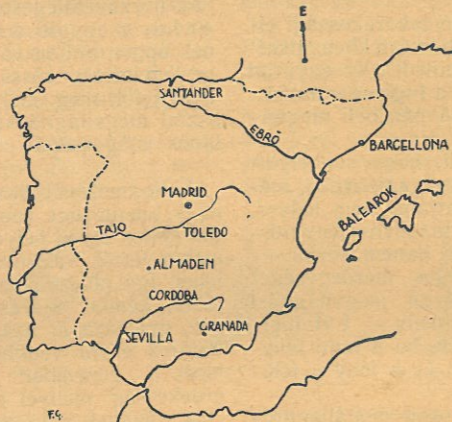 É
SANTANDER
EBRO
BARCELLONA
MADRID
BALEAROK
TAJO
TOLEDO
ALMADEN
CORDOBA
SEVILLA
GRANADA
F.G.